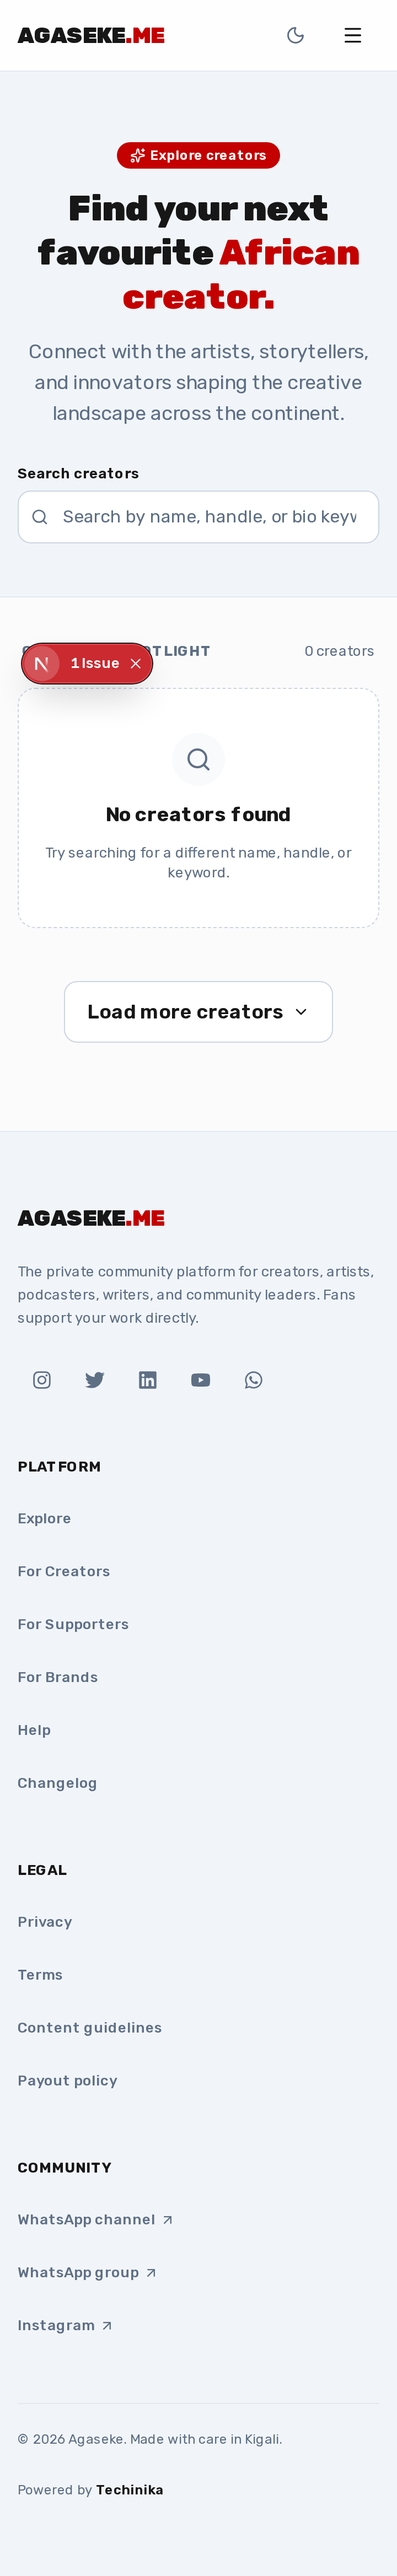 AGASEKE.ME
Explore creators
Find your next
favourite African
creator.
Connect with the artists, storytellers,
and innovators shaping the creative
landscape across the continent.
Search creators
Search by name, handle, or bio keyw
0 creators
1 Issue
No creators found
Try searching for a different name, handle, or
keyword.
Load more creators
AGASEKE.ME
The private community platform for creators, artists,
podcasters, writers, and community leaders. Fans
support your work directly.
PLATFORM
Explore
For Creators
For Supporters
For Brands
Help
Changelog
LEGAL
Privacy
Terms
Content guidelines
Payout policy
COMMUNITY
WhatsApp channel
WhatsApp group
Instagram
© 2026 Agaseke. Made with care in Kigali.
Powered by Techinika